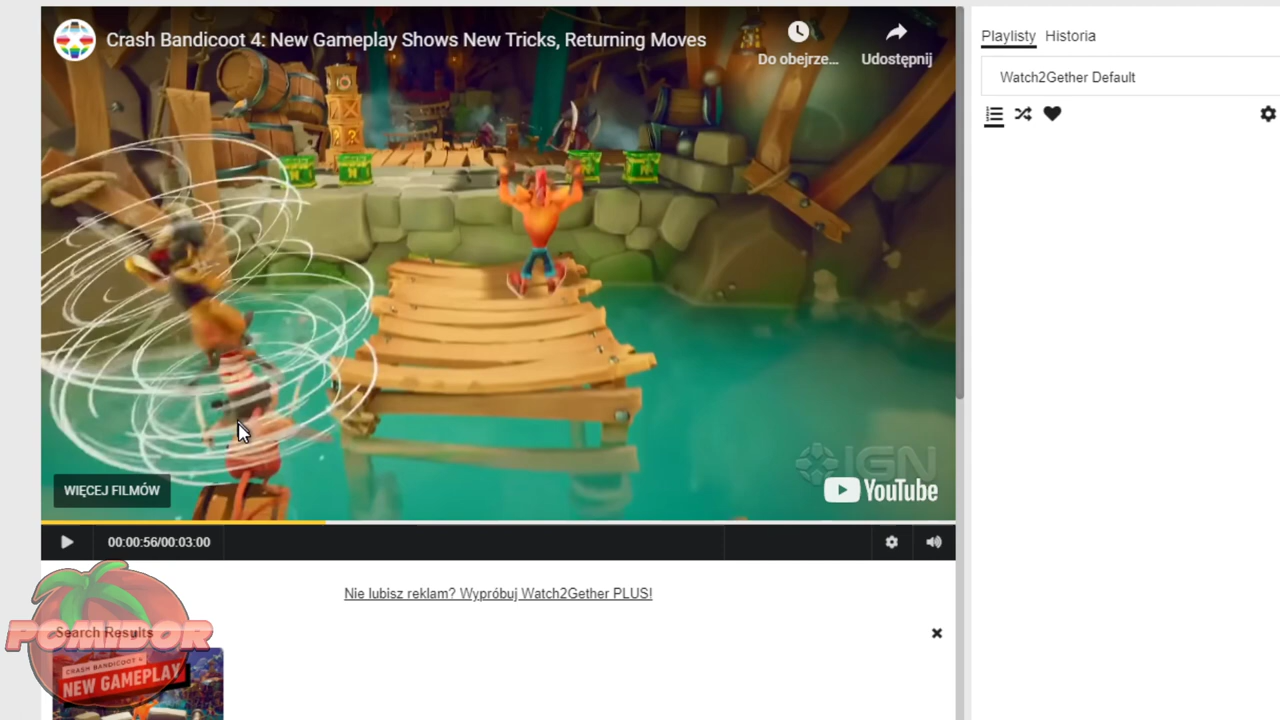 Crash Bandicoot 4: New Gameplay Shows New Tricks, Returning Moves
Do obejrze...
Udostępnij
Playlisty
Historia
Watch2Gether Default
IGN
YouTube
WIĘCEJ FILMÓW
00:00:56/00:03:00
Nie lubisz reklam? Wypróbuj Watch2Gether PLUS!
Search Results
POMIDOR
CRASH BANDICOOT 4
NEW GAMEPLAY